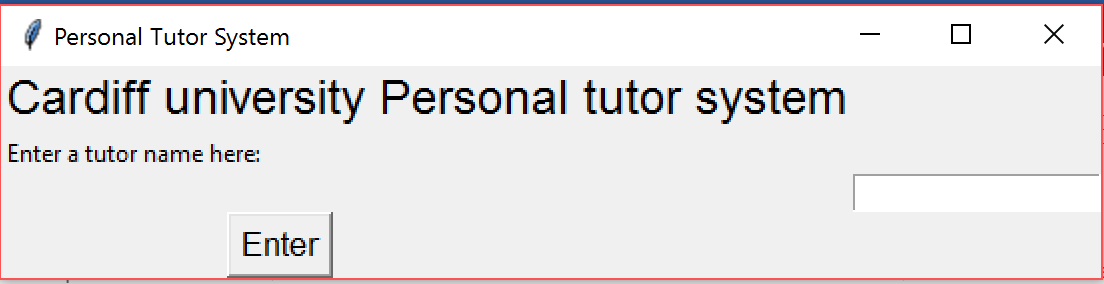 Personal Tutor System
Cardiff university Personal tutor system
Enter a tutor name here:
Enter